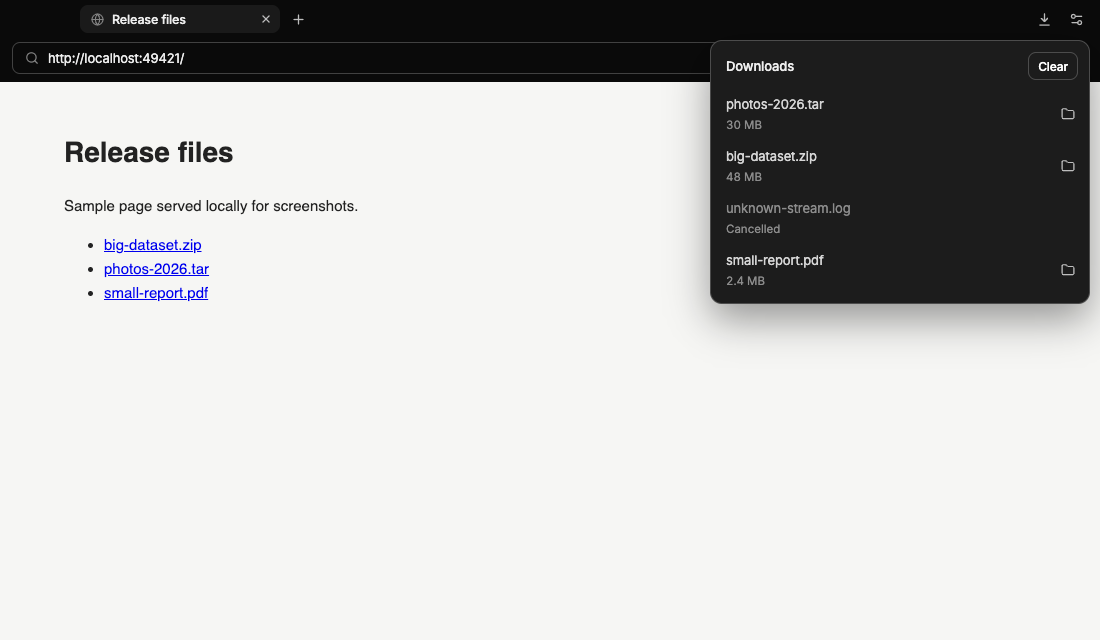 Release files
http://localhost:49421/
Downloads
Clear
photos-2026.tar
30 MB
big-dataset.zip
48 MB
unknown-stream.log
Cancelled
small-report.pdf
2.4 MB
Release files
Sample page served locally for screenshots.
big-dataset.zip
photos-2026.tar
small-report.pdf